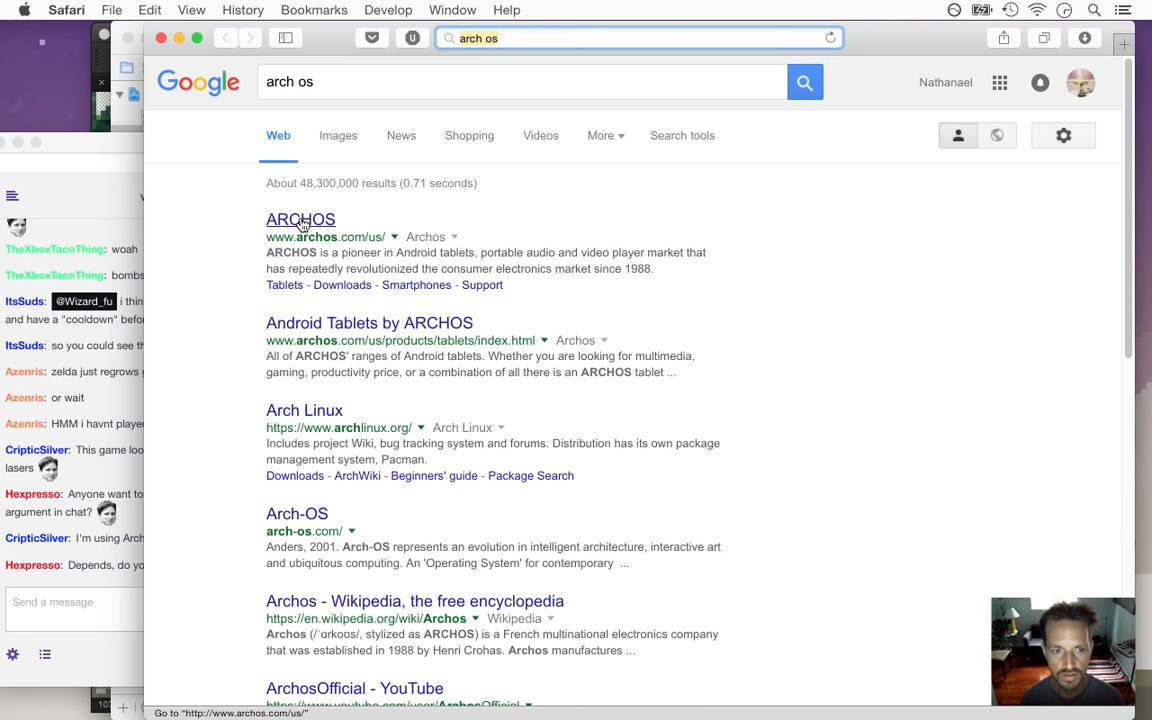 Safari File Edit View History Bookmarks Develop Window Help
arch os
Google arch os Nathanael
Web Images News Shopping Videos More Search tools
About 48,300,000 results (0.71 seconds)
ARCHOS
www.archos.com/us/ Archos
ARCHOS is a pioneer in Android tablets, portable audio and video player market that
has repeatedly revolutionized the consumer electronics market since 1988.
Tablets - Downloads - Smartphones - Support
Android Tablets by ARCHOS
www.archos.com/us/products/tablets/index.html Archos
All of ARCHOS' ranges of Android tablets. Whether you are looking for multimedia,
gaming, productivity price, or a combination of all there is an ARCHOS tablet ...
Arch Linux
https://www.archlinux.org/ Arch Linux
Includes project Wiki, bug tracking system and forums. Distribution has its own package
management system, Pacman.
Downloads - ArchWiki - Beginners' guide - Package Search
Arch-OS
arch-os.com/
Anders, 2001. Arch-OS represents an evolution in intelligent architecture, interactive art
and ubiquitous computing. An 'Operating System' for contemporary ...
Archos - Wikipedia, the free encyclopedia
https://en.wikipedia.org/wiki/Archos Wikipedia
Archos (/ˈɑrkoʊs/, stylized as ARCHOS) is a French multinational electronics company
that was established in 1988 by Henri Crohas. Archos manufactures ...
ArchosOfficial - YouTube
Go to "http://www.archos.com/us/"
TheXboxTacoThing: woah
TheXboxTacoThing: bombs
ItsSuds: @Wizard_fu i thin
and have a "cooldown" befor
ItsSuds: so you could see th
Azenris: zelda just regrows
Azenris: or wait
Azenris: HMM i havnt playe
CripticSilver: This game loo
lasers
Hexpresso: Anyone want to
argument in chat?
CripticSilver: I'm using Arch
Hexpresso: Depends, do yo
Send a message